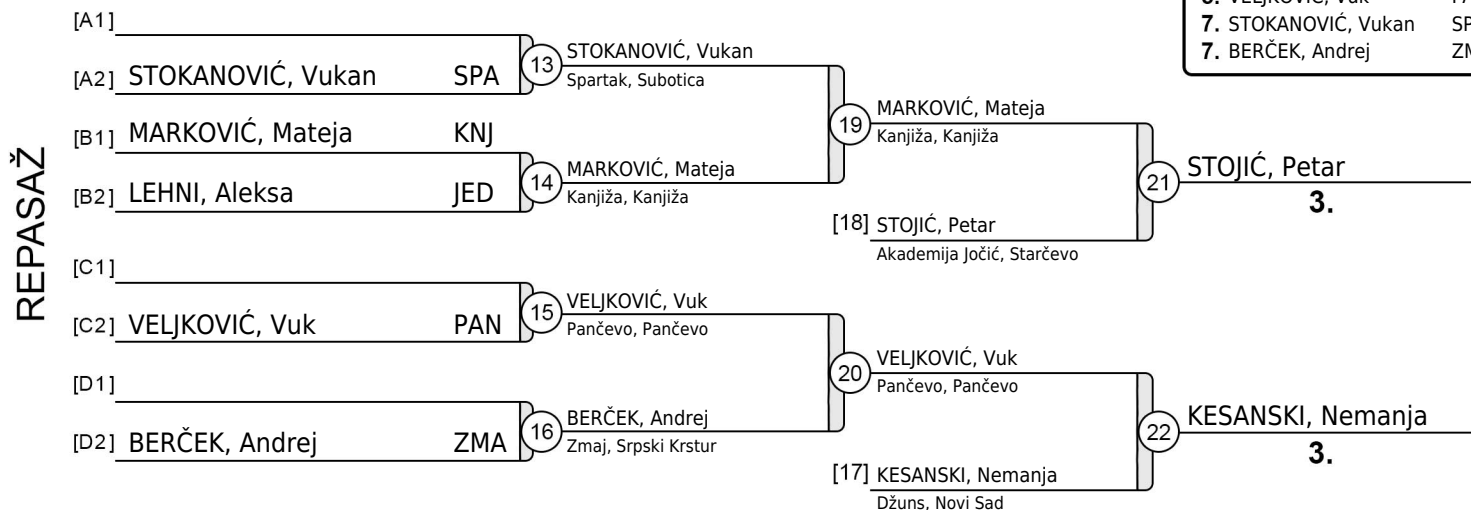 7. STOKANOVIĆ, Vukan
7. BERČEK, Andrej
REPASAŽ
[A1]
[A2] STOKANOVIĆ, Vukan SPA
13
STOKANOVIĆ, Vukan
Spartak, Subotica
[B1] MARKOVIĆ, Mateja KNJ
[B2] LEHNI, Aleksa JED
14
MARKOVIĆ, Mateja
Kanjiža, Kanjiža
19
MARKOVIĆ, Mateja
Kanjiža, Kanjiža
[18] STOJIĆ, Petar
Akademija Jočić, Starčevo
21
STOJIĆ, Petar
3.
[C1]
[C2] VELJKOVIĆ, Vuk PAN
15
VELJKOVIĆ, Vuk
Pančevo, Pančevo
[D1]
[D2] BERČEK, Andrej ZMA
16
BERČEK, Andrej
Zmaj, Srpski Krstur
20
VELJKOVIĆ, Vuk
Pančevo, Pančevo
[17] KESANSKI, Nemanja
Džuns, Novi Sad
22
KESANSKI, Nemanja
3.